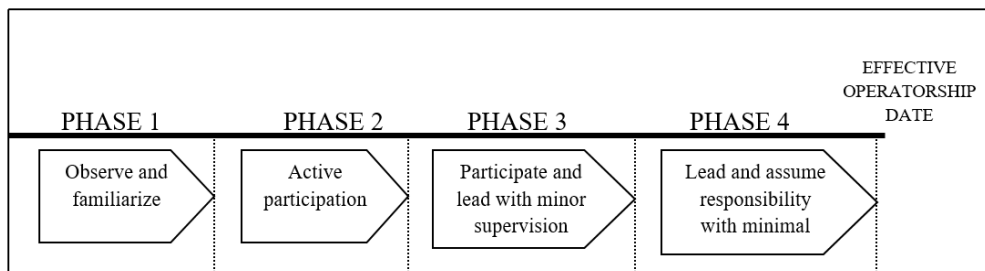 EFFECTIVE
OPERATORSHIP
DATE
PHASE 1
PHASE 2
PHASE 3
PHASE 4
Observe and
familiarize
Active
participation
Participate and
lead with minor
supervision
Lead and assume
responsibility
with minimal